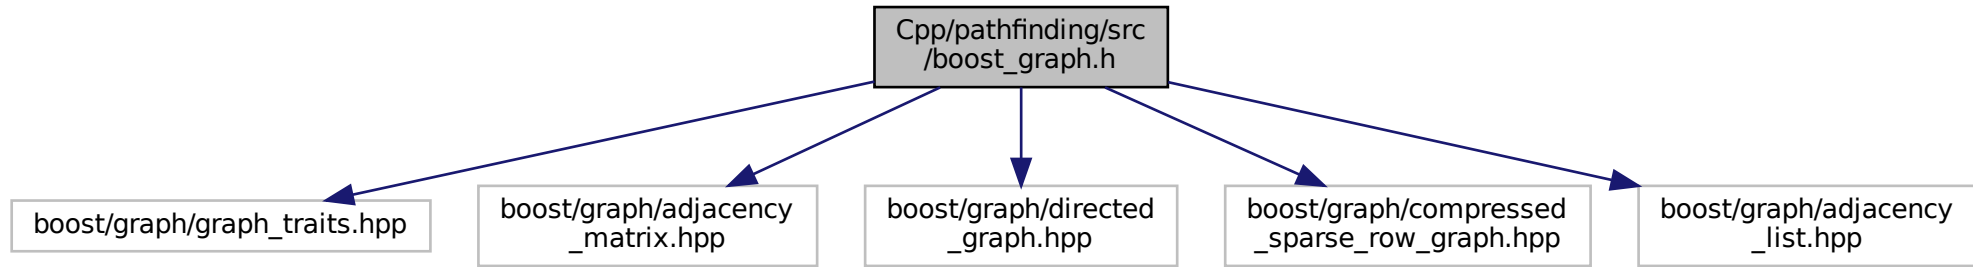 Cpp/pathfinding/src
/boost_graph.h
boost/graph/graph_traits.hpp
boost/graph/adjacency
_matrix.hpp
boost/graph/directed
_graph.hpp
boost/graph/compressed
_sparse_row_graph.hpp
boost/graph/adjacency
_list.hpp